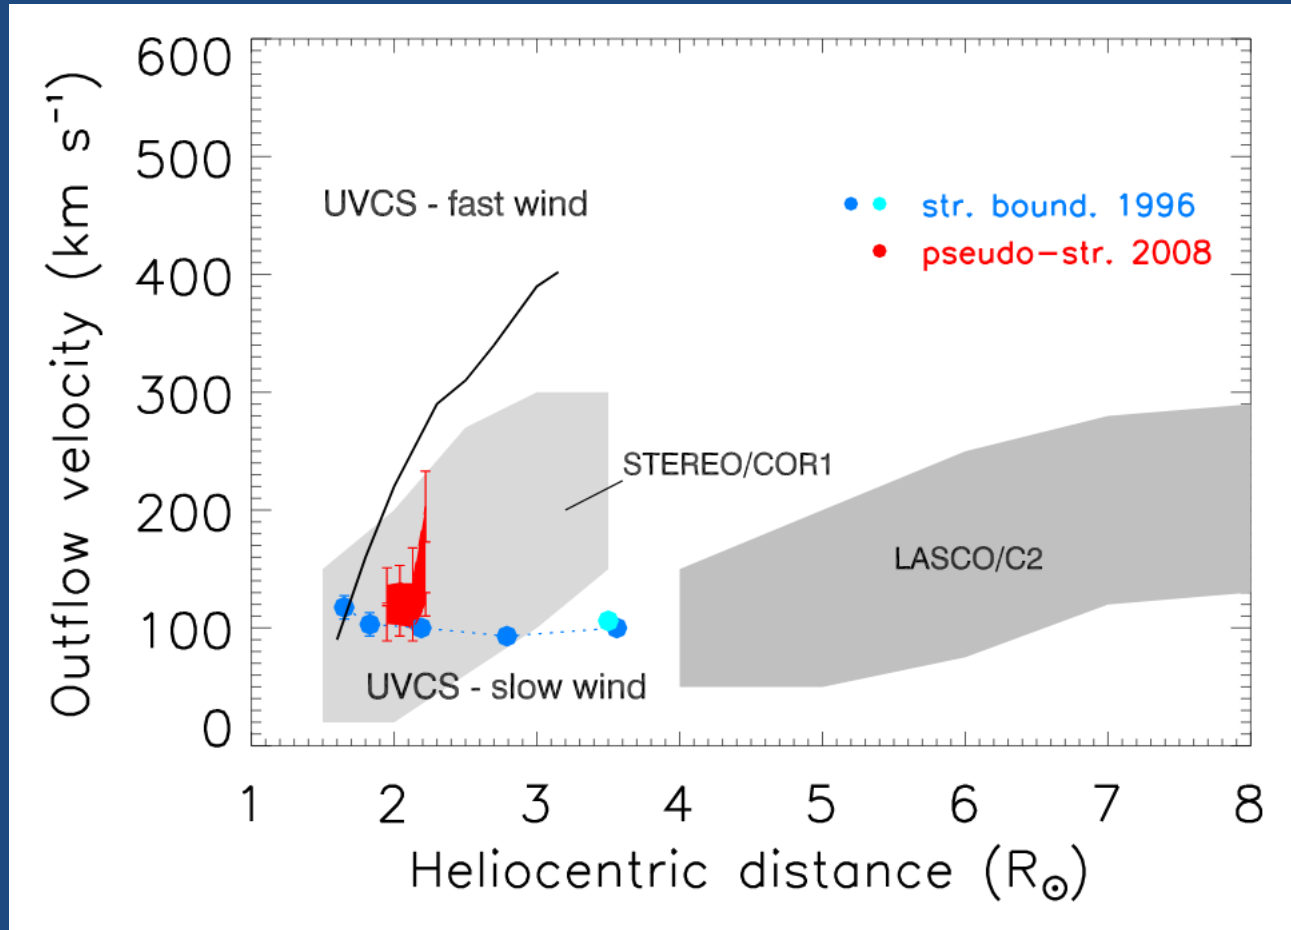 600
500
400
300
200
100
0
Outflow velocity (km s⁻¹)
UVCS - fast wind
str. bound. 1996
pseudo-str. 2008
STEREO/COR1
LASCO/C2
UVCS - slow wind
1 2 3 4 5 6 7 8
Heliocentric distance (R☉)